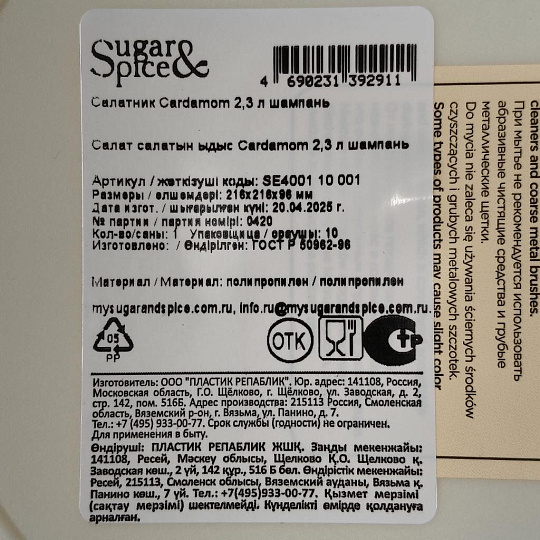 Sugar&
Spice
4 690231 392911
Салатник Cardamom 2,3 л шампань
Салат салатын ыдыс Cardamom 2,3 л шампань
Артикул / жеткізуші коды: SE4001 10 001
Размеры / өлшемдері: 216х216х96 мм
Дата изгот. / шығарылған күні: 20.04.2025 г.
№ партии / партия нөмірі: 0420
Кол-во/саны: 1 Упаковщица / ораушы: 10
Изготовлено / Өндірілген: ГОСТ Р 50962-96
Материал / Материал: полипропилен / полипропилен
mysugarandspice.com.ru, info.ru@mysugarandspice.com.ru.
05
PP
ОТК
Изготовитель: ООО "ПЛАСТИК РЕПАБЛИК". Юр. адрес: 141108, Россия,
Московская область, Г.О. Щёлково, г. Щёлково, ул. Заводская, д. 2,
стр. 142, пом. 516Б. Адрес производства: 215113 Россия, Смоленская
область, Вяземский р-он, г. Вязьма, ул. Панино, д. 7.
Тел.: +7 (495) 933-00-77. Срок службы (годности) не ограничен.
Для применения в быту.
Өндіруші: ПЛАСТИК РЕПАБЛИК ЖШҚ. Заңды мекенжайы:
141108, Ресей, Мәскеу облысы, Щелково Қ.О. Щелково қ.
Заводская көш., 2 үй, 142 құр., 516 Б бөл. Өндірістік мекенжайы:
Ресей, 215113, Смоленск облысы, Вяземский ауданы, Вязьма қ.
Панино көш., 7 үй. Тел.: +7(495)933-00-77. Қызмет мерзімі
(сақтау мерзімі) шектелмейді. Күнделікті өмірде қолдануға
арналған.
cleaners and coarse metal brushes.
При мытье не рекомендуется использовать
абразивные чистящие средства и грубые
металлические щетки.
Do mycia nie zaleca się używania ściernych środków
czyszczących i grubych metalowych szczotek.
Some types of products may cause slight color